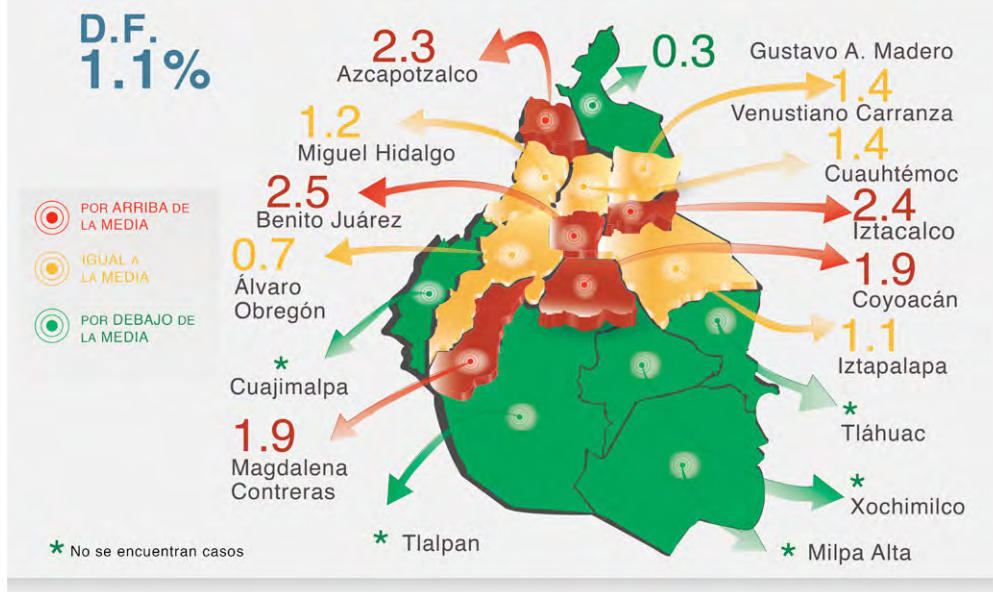 D.F.
1.1%
2.3
Azcapotzalco
0.3
Gustavo A. Madero
1.4
Venustiano Carranza
1.2
Miguel Hidalgo
1.4
Cuauhtémoc
2.5
Benito Juárez
2.4
Iztacalco
POR ARRIBA DE
LA MEDIA
IGUAL A
LA MEDIA
POR DEBAJO DE
LA MEDIA
0.7
Álvaro
Obregón
1.9
Coyoacán
1.1
Iztapalapa
*
Cuajimalpa
*
Tláhuac
1.9
Magdalena
Contreras
*
Xochimilco
* Tlalpan
* Milpa Alta
* No se encuentran casos